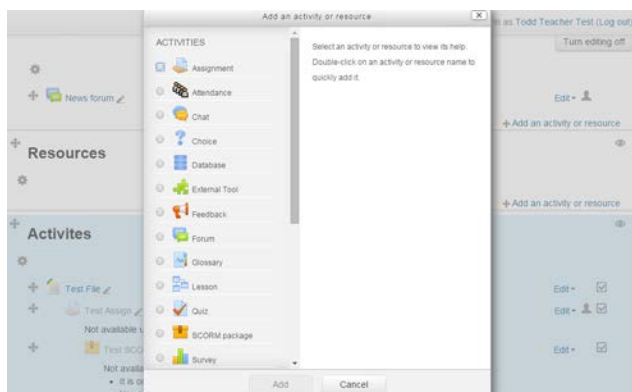 Add an activity or resource
in as Todd Teacher Test (Log out)
Turn editing off
ACTIVITIES
Select an activity or resource to view its help.
Double-click on an activity or resource name to
quickly add it.
Assignment
Attendance
Chat
Choice
Database
External Tool
Feedback
Forum
Glossary
Lesson
Quiz
SCORM package
Survey
Add
Cancel
News forum
Edit
Add an activity or resource
Resources
Add an activity or resource
Activites
Test File
Edit
Test Assign
Edit
Not available
Test SCO
Edit
Not availa
It is